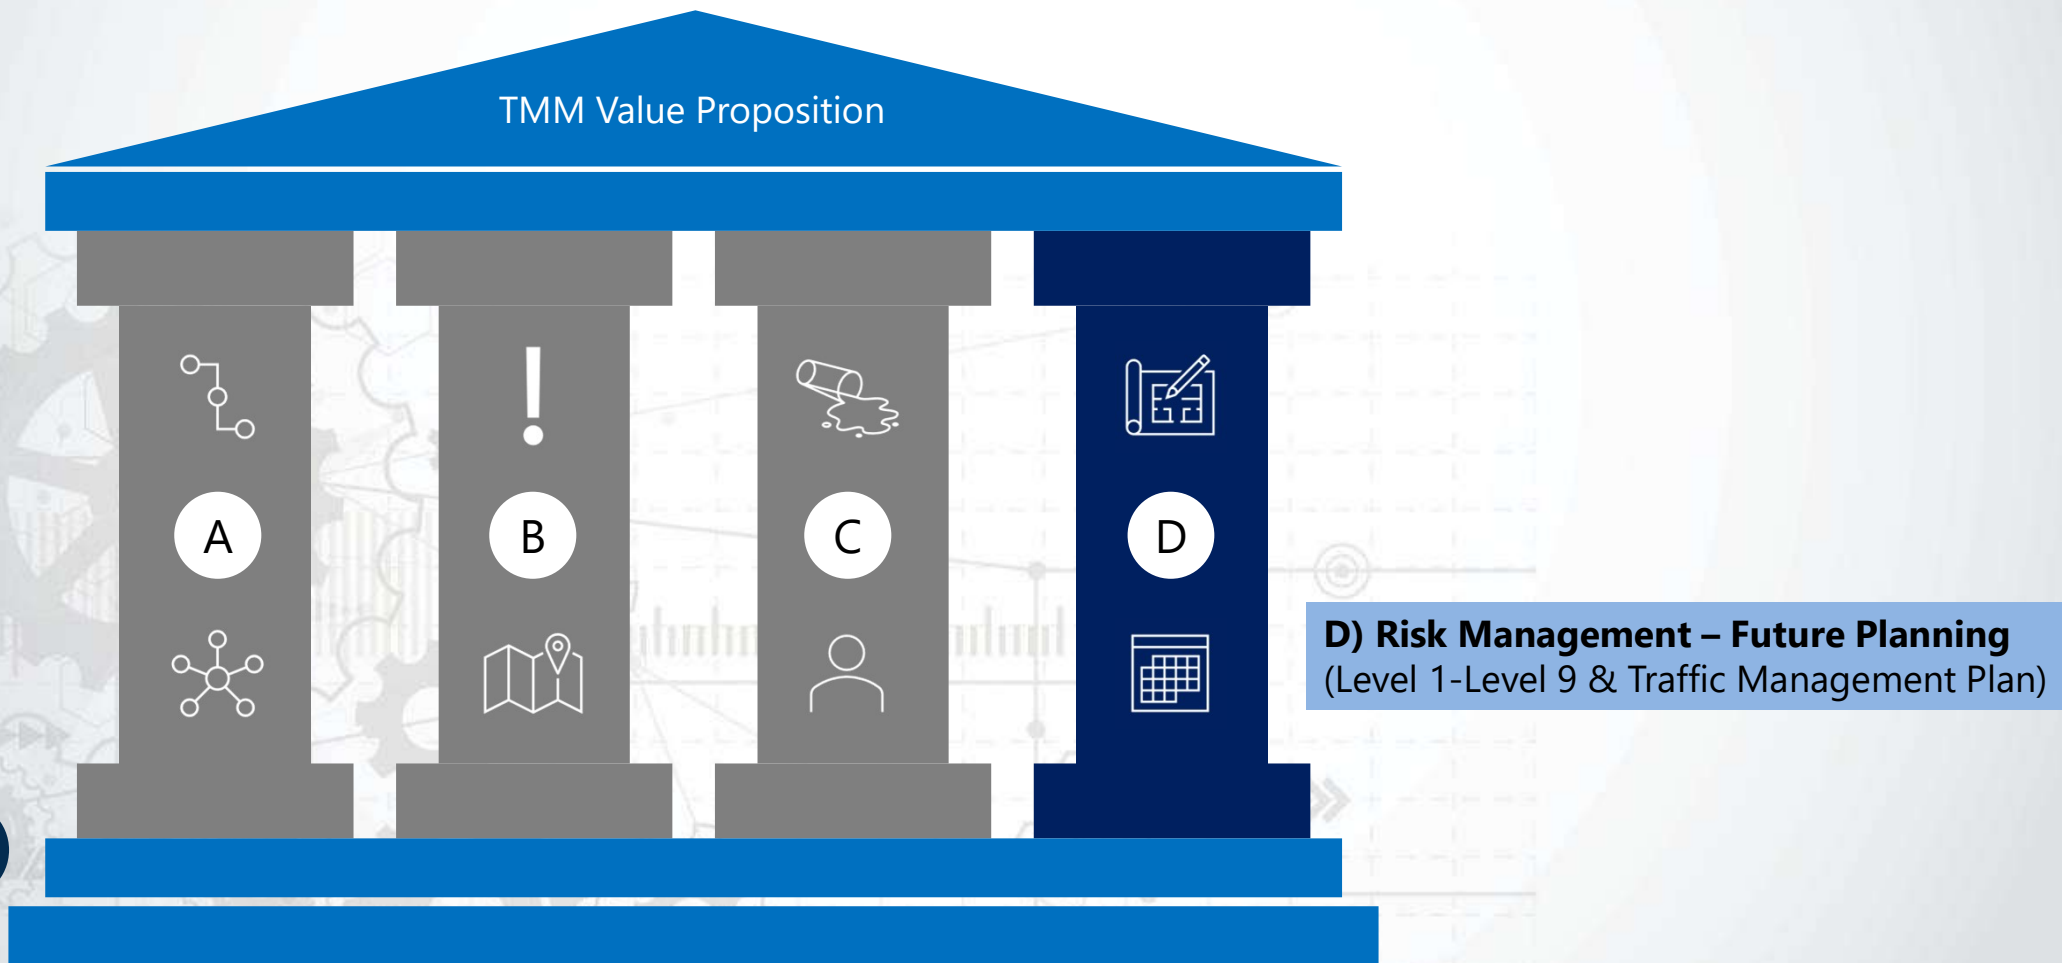 TMM Value Proposition
A
B
C
D
D) Risk Management – Future Planning
(Level 1-Level 9 & Traffic Management Plan)